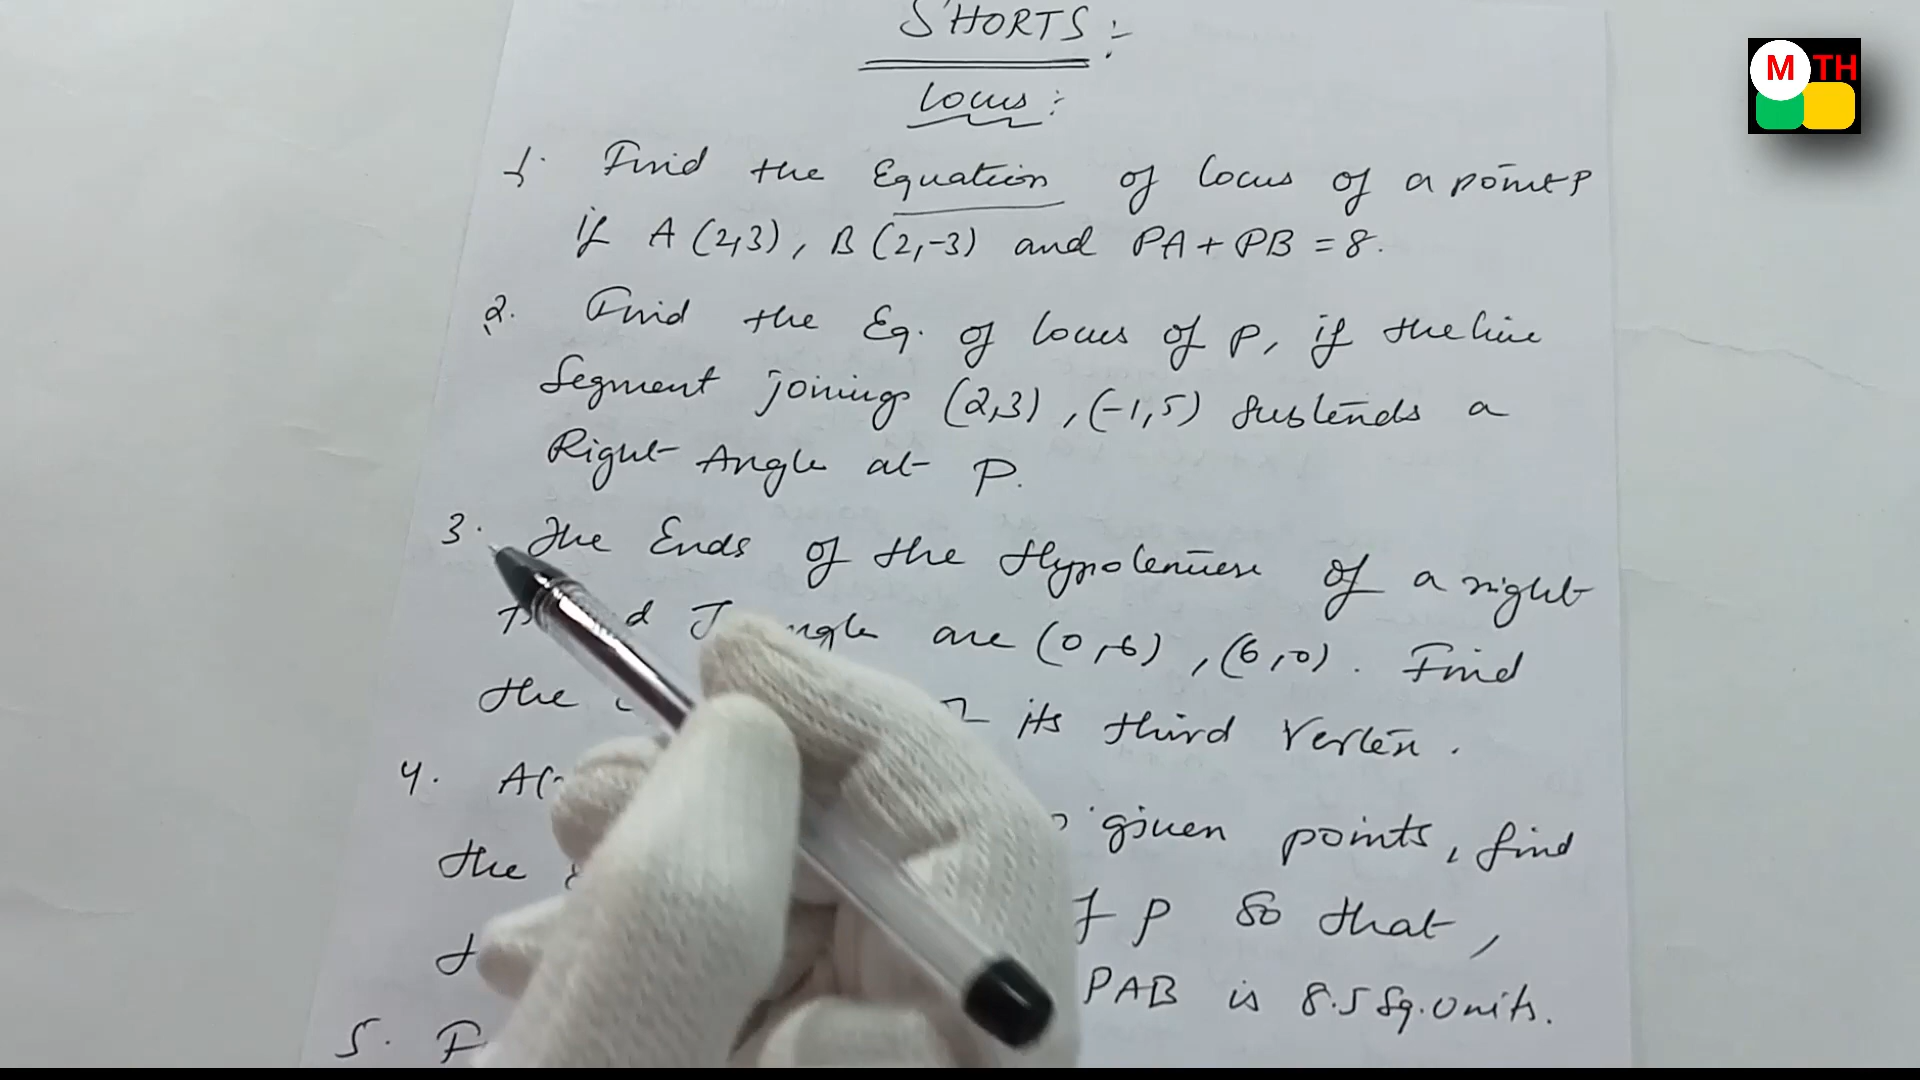 SHORTS:-
Locus:
M TH
1. Find the Equation of locus of a point P
if A (2,3), B (2,-3) and PA + PB = 8.
2. Find the Eq. of locus of P, if the line
Segment joining (2,3), (-1,5) subtends a
Right Angle at P.
3. The Ends of the Hypotenuse of a right
are (0,6), (6,0). Find
the its third Vertex.
4. A( given points, find
the P so that,
PAB is 8.5 Sq. Units.
5. F